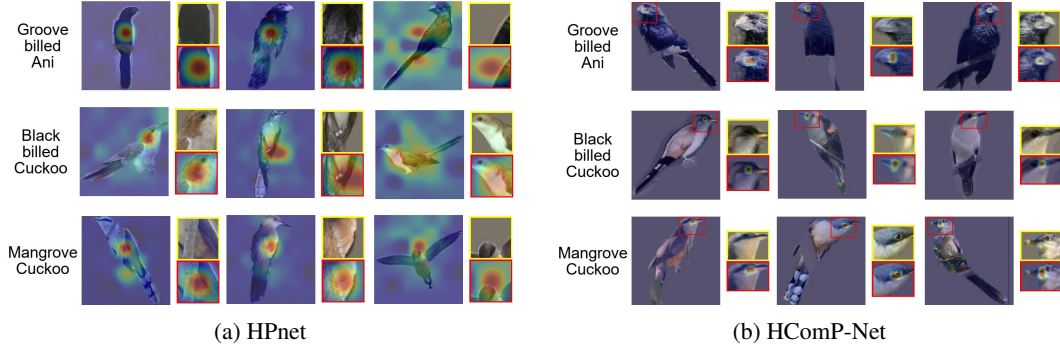 Groove
billed
Ani
Black
billed
Cuckoo
Mangrove
Cuckoo
(a) HPnet
Groove
billed
Ani
Black
billed
Cuckoo
Mangrove
Cuckoo
(b) HComP-Net